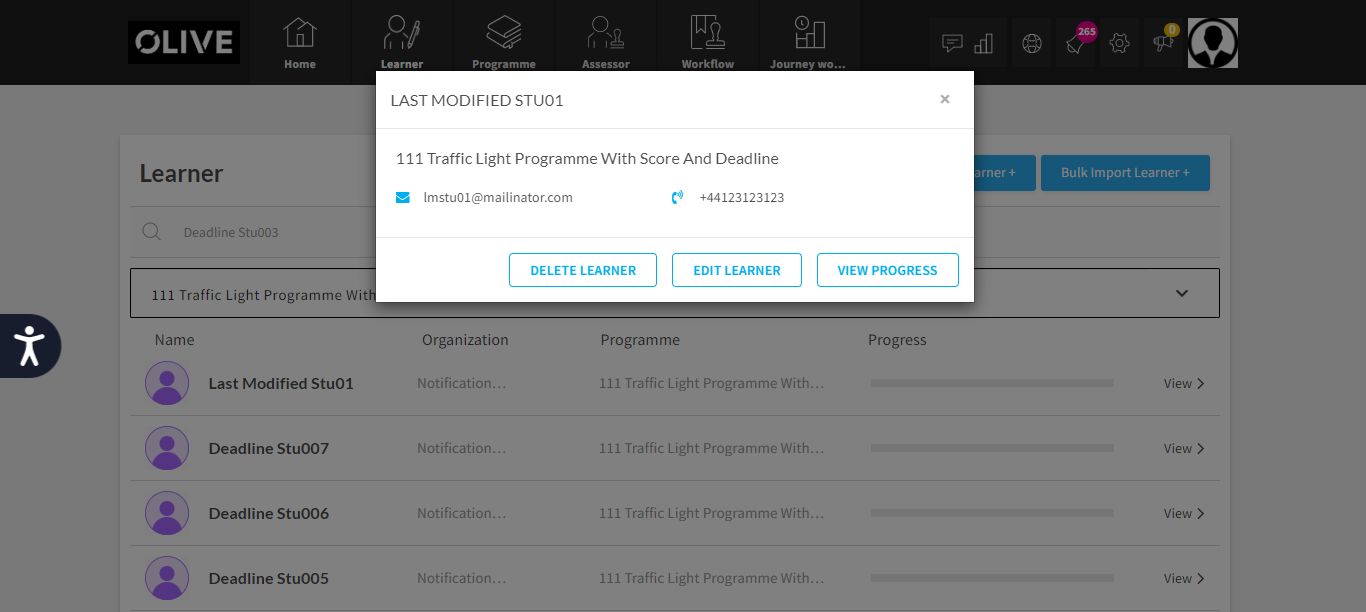 OLIVE
Home
Learner
Programme
Assessor
Workflow
Journey wo...
265
0
LAST MODIFIED STU01
×
111 Traffic Light Programme With Score And Deadline
lmstu01@mailinator.com
+44123123123
DELETE LEARNER
EDIT LEARNER
VIEW PROGRESS
Learner
arner +
Bulk Import Learner +
Deadline Stu003
111 Traffic Light Programme With
Name Organization Programme Progress
Last Modified Stu01 Notification... 111 Traffic Light Programme With... View
Deadline Stu007 Notification... 111 Traffic Light Programme With... View
Deadline Stu006 Notification... 111 Traffic Light Programme With... View
Deadline Stu005 Notification... 111 Traffic Light Programme With... View